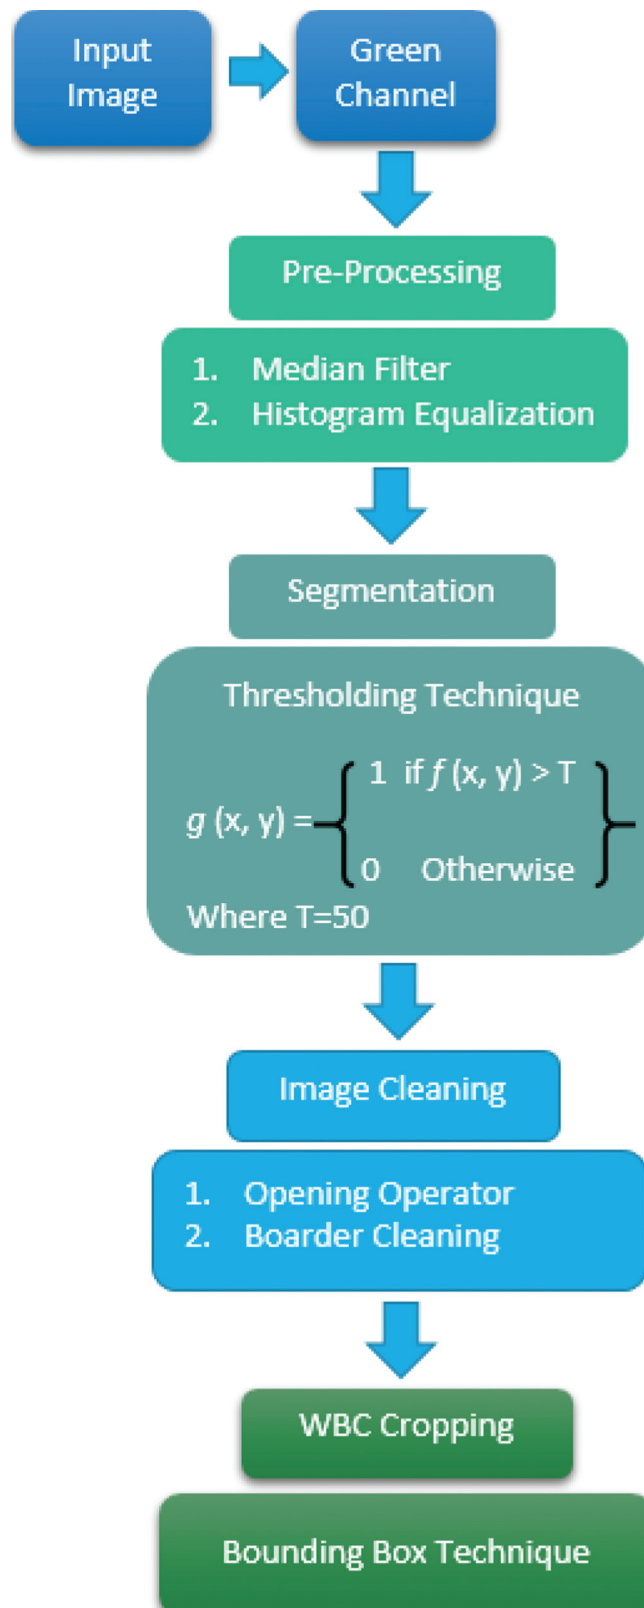 Input
Image
Green
Channel
Pre-Processing
1. Median Filter
2. Histogram Equalization
Segmentation
Thresholding Technique
1 if f (x, y) > T
g (x, y) =
0 Otherwise
Where T=50
Image Cleaning
1. Opening Operator
2. Boarder Cleaning
WBC Cropping
Bounding Box Technique